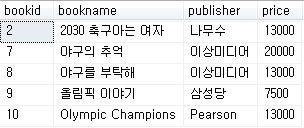 bookid bookname publisher price
2 2030 축구아는 여자 나무수 13000
7 야구의 추억 이상미디어 20000
8 야구를 부탁해 이상미디어 13000
9 올림픽 이야기 삼성당 7500
10 Olympic Champions Pearson 13000